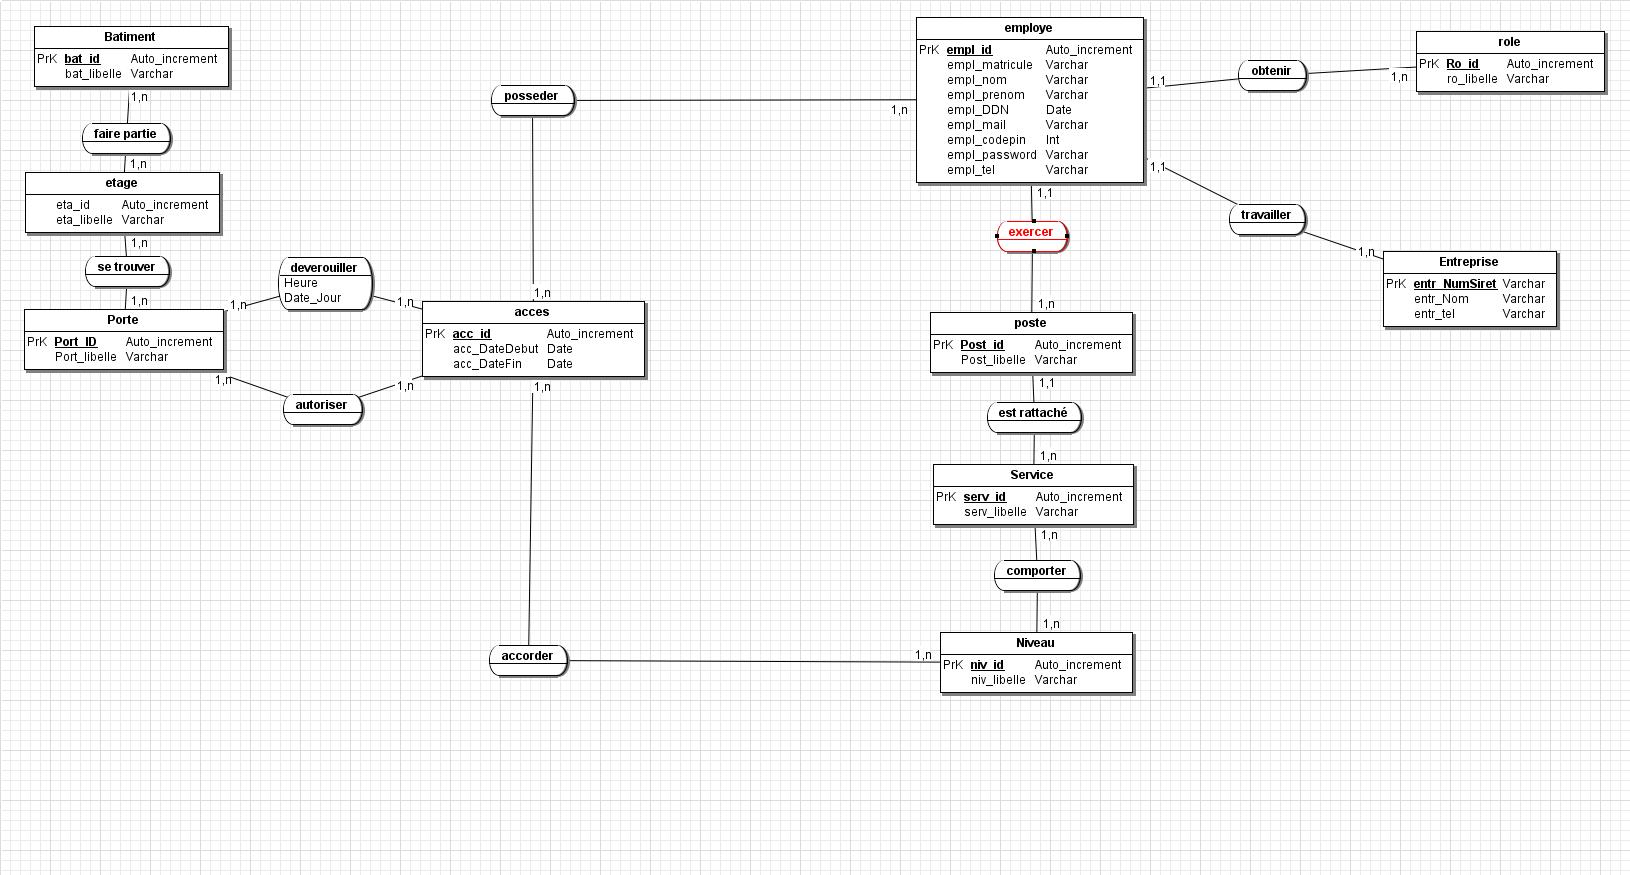 Batiment
PrK bat_id Auto_increment
bat_libelle Varchar
1,n
faire partie
1,n
etage
eta_id Auto_increment
eta_libelle Varchar
1,n
se trouver
1,n
Porte
PrK Port_ID Auto_increment
Port_libelle Varchar
1,n
deverouiller
Heure
Date_Jour
1,n
1,n
autoriser
1,n
posseder
1,n
1,n
acces
PrK acc_id Auto_increment
acc_DateDebut Date
acc_DateFin Date
1,n
accorder
1,n
employe
PrK empl_id Auto_increment
empl_matricule Varchar
empl_nom Varchar
empl_prenom Varchar
empl_DDN Date
empl_mail Varchar
empl_codepin Int
empl_password Varchar
empl_tel Varchar
1,1
obtenir
1,n
role
PrK Ro_id Auto_increment
ro_libelle Varchar
1,1
travailler
1,n
Entreprise
PrK entr_NumSiret Varchar
entr_Nom Varchar
entr_tel Varchar
1,1
exercer
1,n
poste
PrK Post_id Auto_increment
Post_libelle Varchar
1,1
est rattaché
1,n
Service
PrK serv_id Auto_increment
serv_libelle Varchar
1,n
comporter
1,n
Niveau
PrK niv_id Auto_increment
niv_libelle Varchar